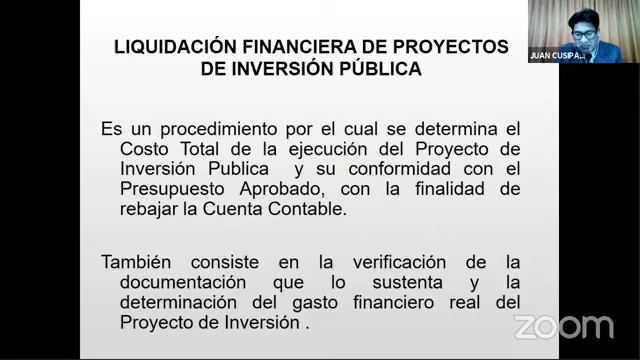 LIQUIDACIÓN FINANCIERA DE PROYECTOS
DE INVERSIÓN PÚBLICA
JUAN CUSIPA...
Es un procedimiento por el cual se determina el
Costo Total de la ejecución del Proyecto de
Inversión Publica y su conformidad con el
Presupuesto Aprobado, con la finalidad de
rebajar la Cuenta Contable.
También consiste en la verificación de la
documentación que lo sustenta y la
determinación del gasto financiero real del
Proyecto de Inversión .
zoom